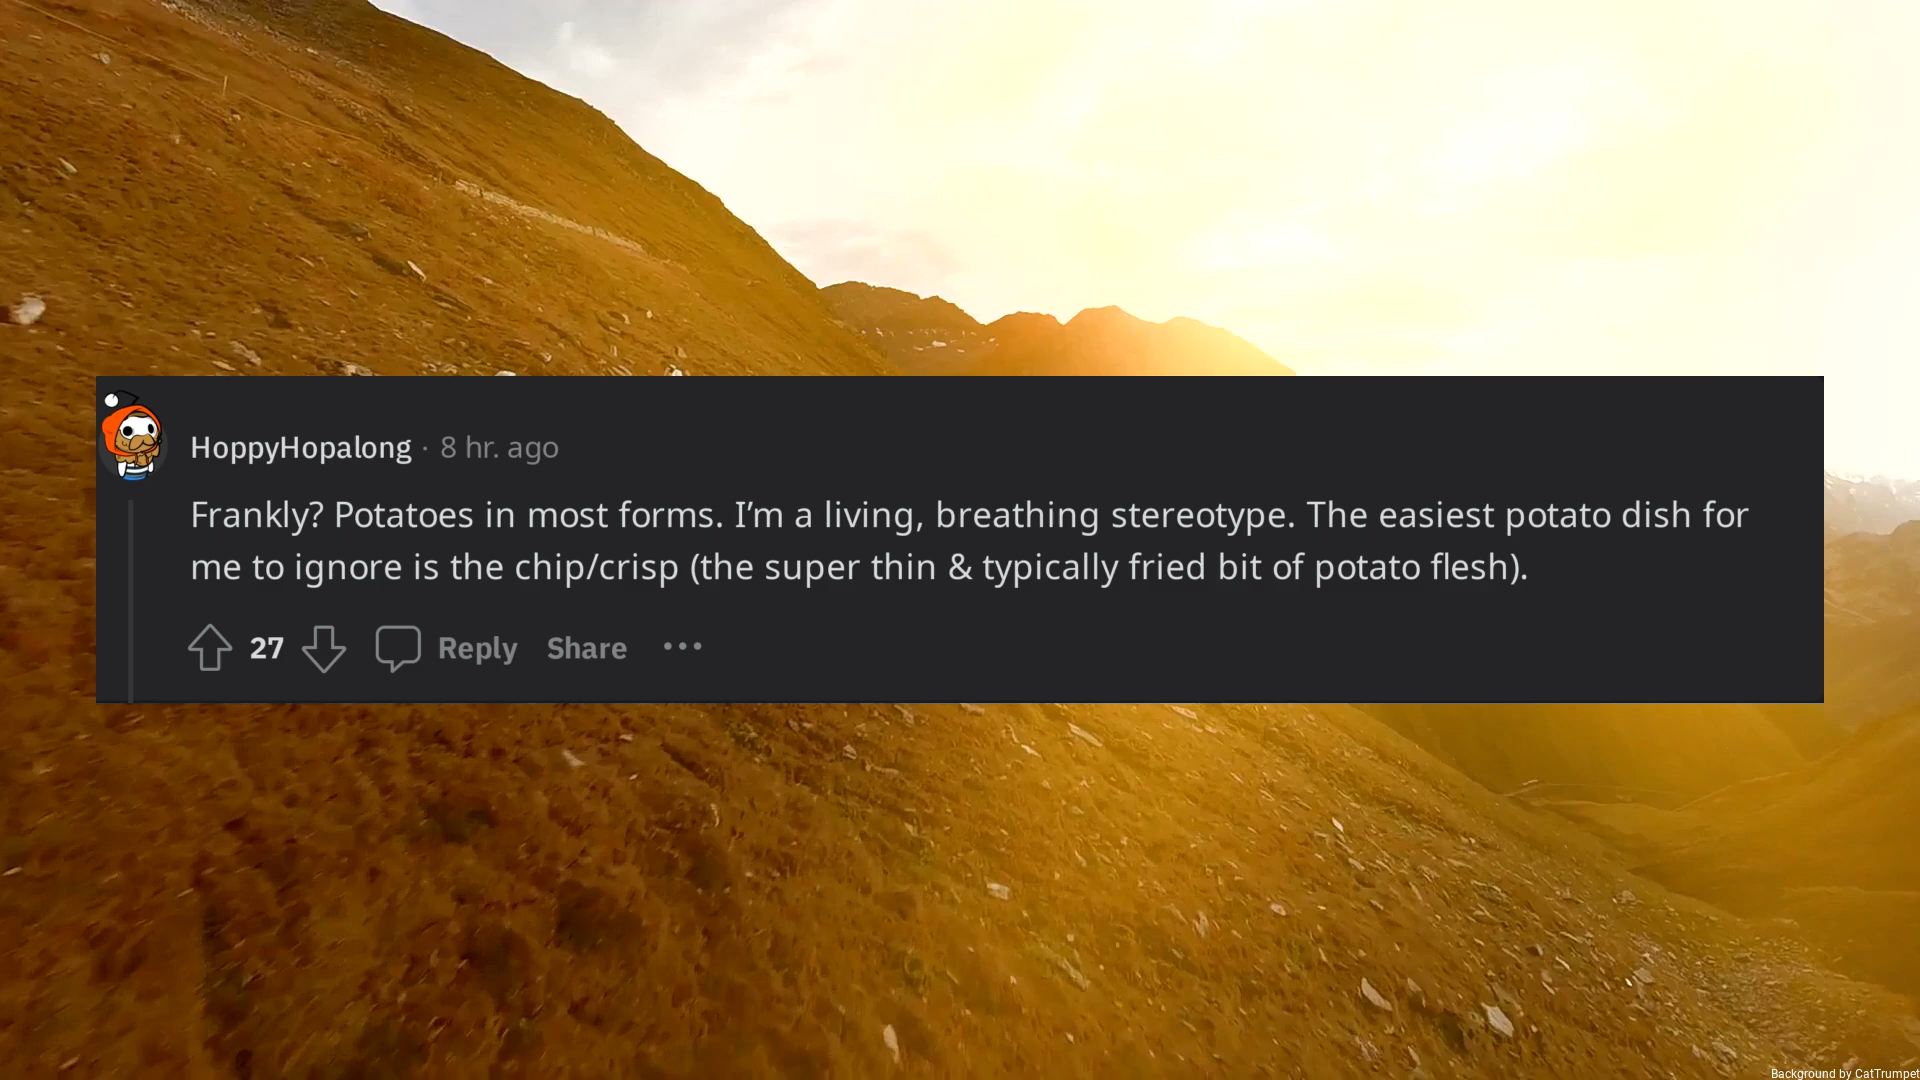 HoppyHopalong · 8 hr. ago
Frankly? Potatoes in most forms. I’m a living, breathing stereotype. The easiest potato dish for
me to ignore is the chip/crisp (the super thin & typically fried bit of potato flesh).
27 Reply Share •••
Background by CatTrumpet